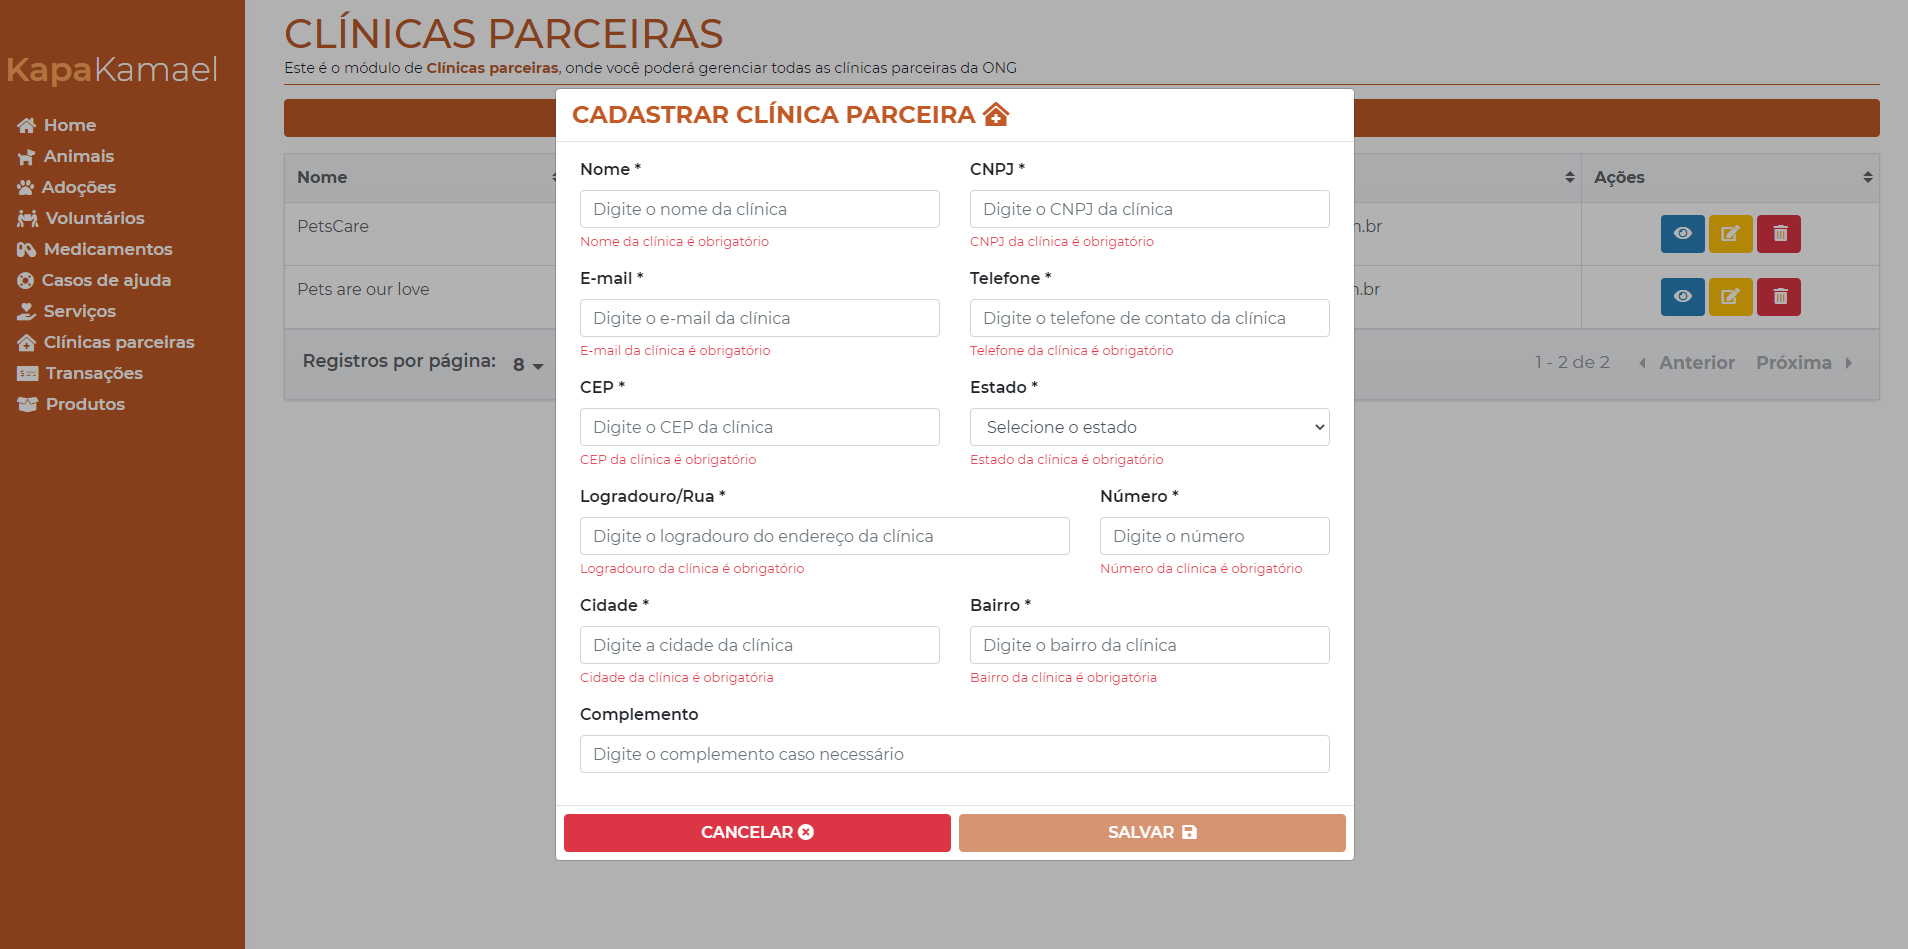 KapaKamael
Home
Animais
Adoções
Voluntários
Medicamentos
Casos de ajuda
Serviços
Clínicas parceiras
Transações
Produtos
CLÍNICAS PARCEIRAS
Este é o módulo de Clínicas parceiras, onde você poderá gerenciar todas as clínicas parceiras da ONG
Nome
Ações
PetsCare
.br
Pets are our love
.br
Registros por página: 8
1 - 2 de 2 Anterior Próxima
CADASTRAR CLÍNICA PARCEIRA
Nome * CNPJ *
Digite o nome da clínica Digite o CNPJ da clínica
Nome da clínica é obrigatório CNPJ da clínica é obrigatório
E-mail * Telefone *
Digite o e-mail da clínica Digite o telefone de contato da clínica
E-mail da clínica é obrigatório Telefone da clínica é obrigatório
CEP * Estado *
Digite o CEP da clínica Selecione o estado
CEP da clínica é obrigatório Estado da clínica é obrigatório
Logradouro/Rua * Número *
Digite o logradouro do endereço da clínica Digite o número
Logradouro da clínica é obrigatório Número da clínica é obrigatório
Cidade * Bairro *
Digite a cidade da clínica Digite o bairro da clínica
Cidade da clínica é obrigatória Bairro da clínica é obrigatória
Complemento
Digite o complemento caso necessário
CANCELAR SALVAR